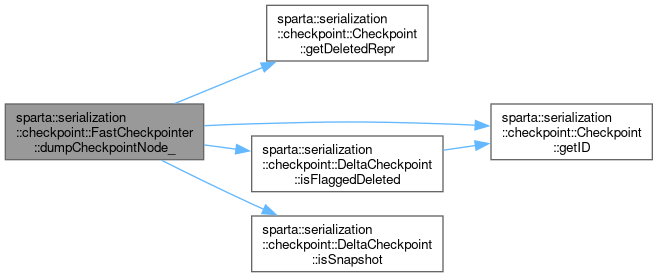 sparta::serialization
::checkpoint::FastCheckpointer
::dumpCheckpointNode_
sparta::serialization
::checkpoint::Checkpoint
::getDeletedRepr
sparta::serialization
::checkpoint::Checkpoint
::getID
sparta::serialization
::checkpoint::DeltaCheckpoint
::isFlaggedDeleted
sparta::serialization
::checkpoint::DeltaCheckpoint
::isSnapshot